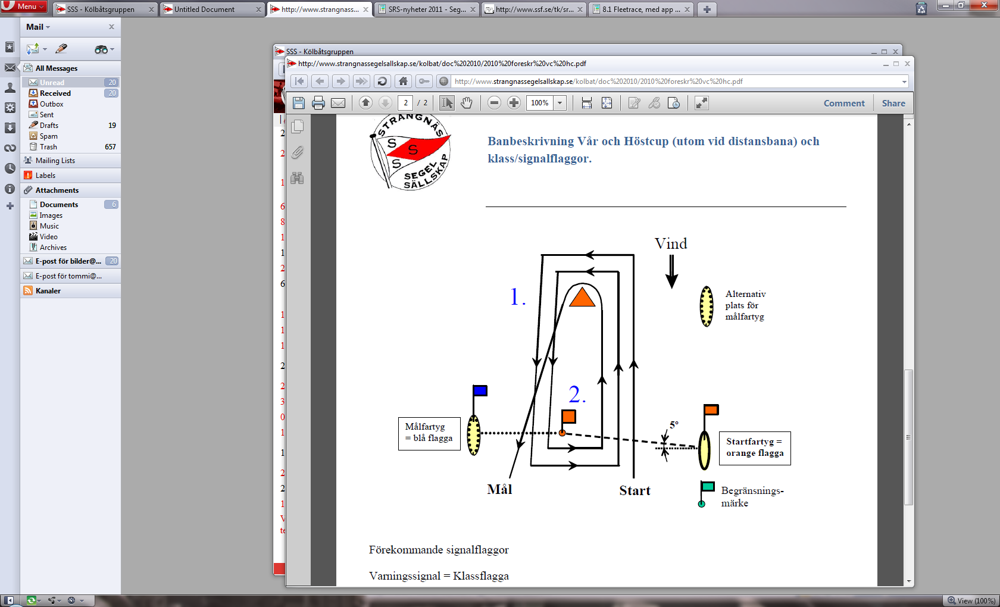 Menu
SSS - Kölbåtsgruppen
Untitled Document
http://www.strangnass...
SRS-nyheter 2011 - Seg...
http://www.ssf.se/tk/sr...
8.1 Fleetrace, med app ...
Mail
All Messages
Unread 20
Received 20
Outbox
Sent
Drafts 19
Spam
Trash 657
Mailing Lists
Labels
Attachments
Documents 6
Images
Music
Video
Archives
E-post för bilder@... 20
E-post för tommi@...
Kanaler
SSS - Kölbåtsgruppen
http://www.strangnassegelsallskap.se/kolbat/doc%202010/2010%20foreskr%20vc%20hc.pdf
http://www.strangnassegelsallskap.se/kolbat/doc%202010/2010%20foreskr%20vc%20hc.pdf
2 / 2
100%
Comment
Share
STRÄNGNÄS
S S S S
SEGEL
SÄLLSKAP
Banbeskrivning Vår och Höstcup (utom vid distansbana) och
klass/signalflaggor.
Vind
1.
Alternativ
plats för
målfartyg
2.
Målfartyg
= blå flagga
5º
Startfartyg =
orange flagga
Mål
Start
Begränsnings-
märke
Förekommande signalflaggor
Varningssignal = Klassflagga
View (100%)